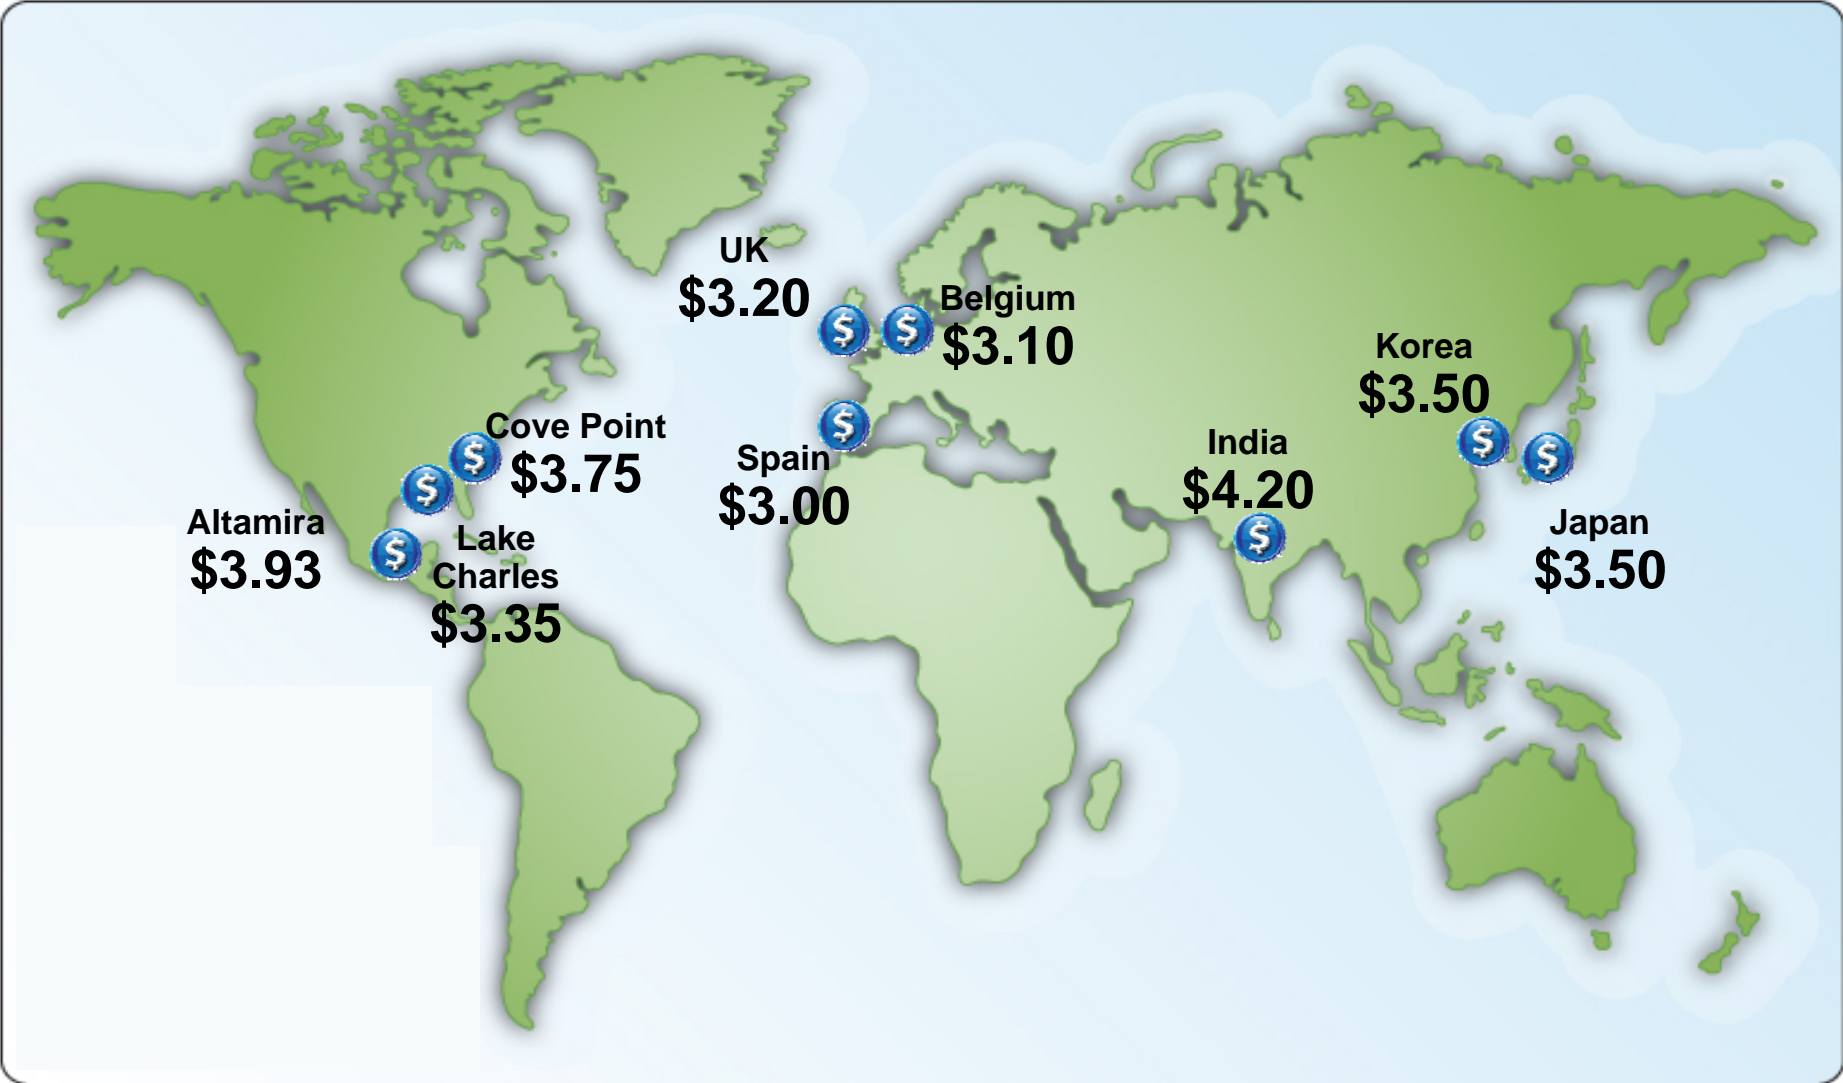 UK
$3.20
Belgium
$3.10
Korea
$3.50
Cove Point
$3.75
Spain
$3.00
India
$4.20
Altamira
$3.93
Lake
Charles
$3.35
Japan
$3.50
$
$
$
$
$
$
$
$
$